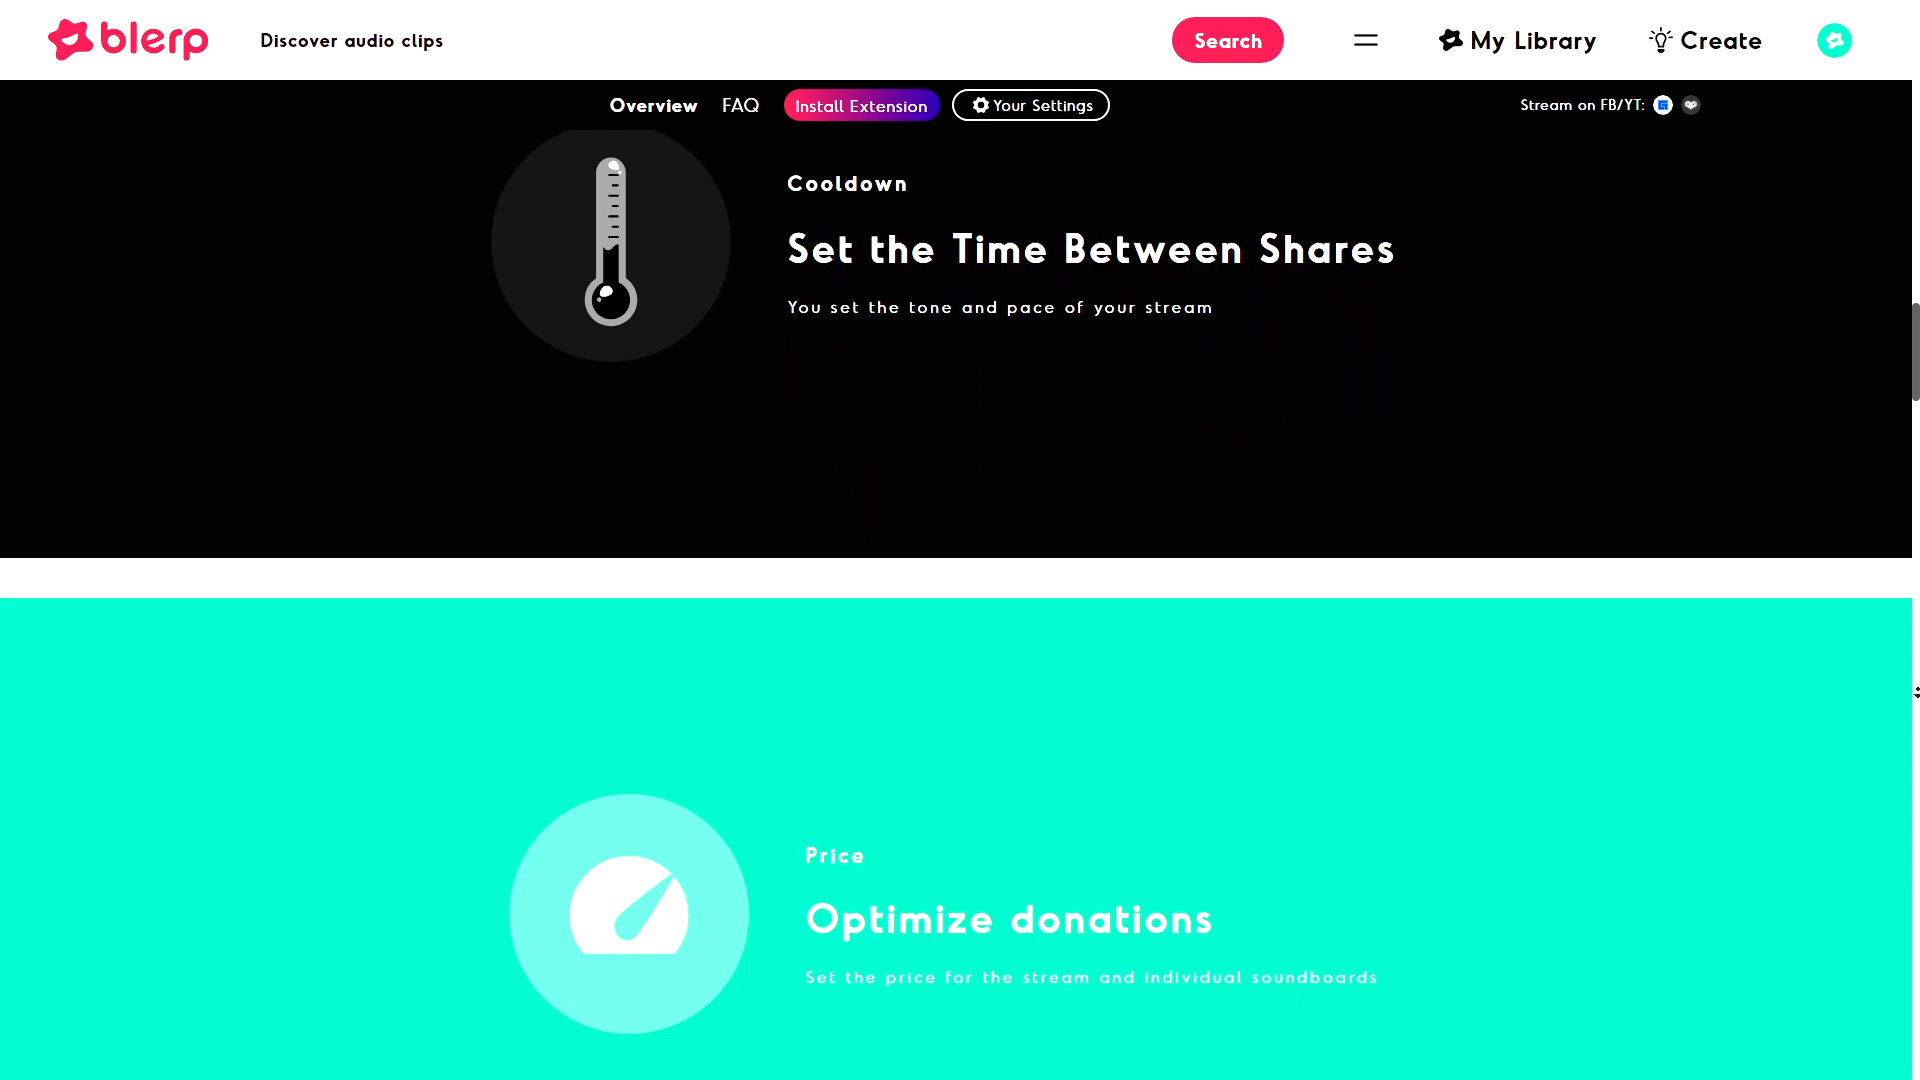 blerp
Discover audio clips
Search
My Library
Create
Overview
FAQ
Install Extension
Your Settings
Stream on FB/YT:
Cooldown
Set the Time Between Shares
You set the tone and pace of your stream
Price
Optimize donations
Set the price for the stream and individual soundboards